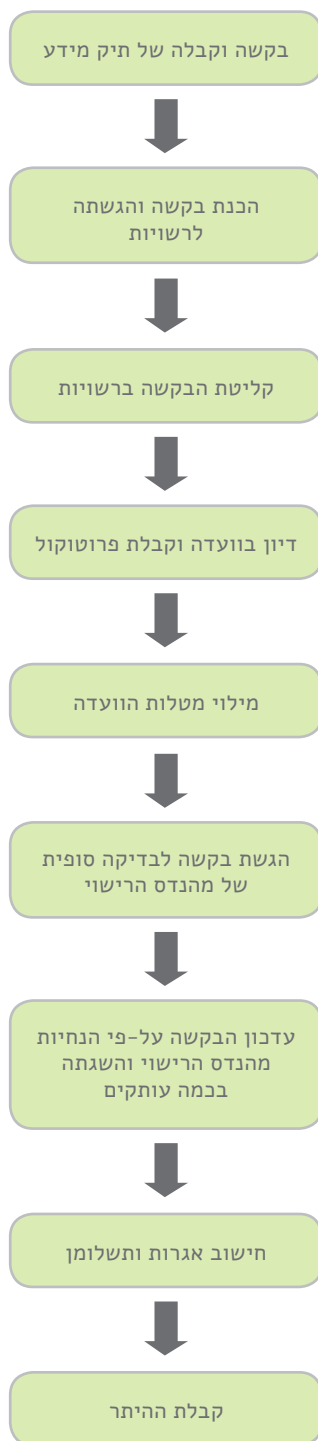 בקשה וקבלה של תיק מידע
הכנת בקשה והגשתה
לרשויות
קליטת הבקשה ברשויות
דיון בוועדה וקבלת פרוטוקול
מילוי מטלות הוועדה
הגשת בקשה לבדיקה סופית
של מהנדס הרישוי
עדכון הבקשה על-פי הנחיות
מהנדס הרישוי והשגתה
בכמה עותקים
חישוב אגרות ותשלומן
קבלת ההיתר